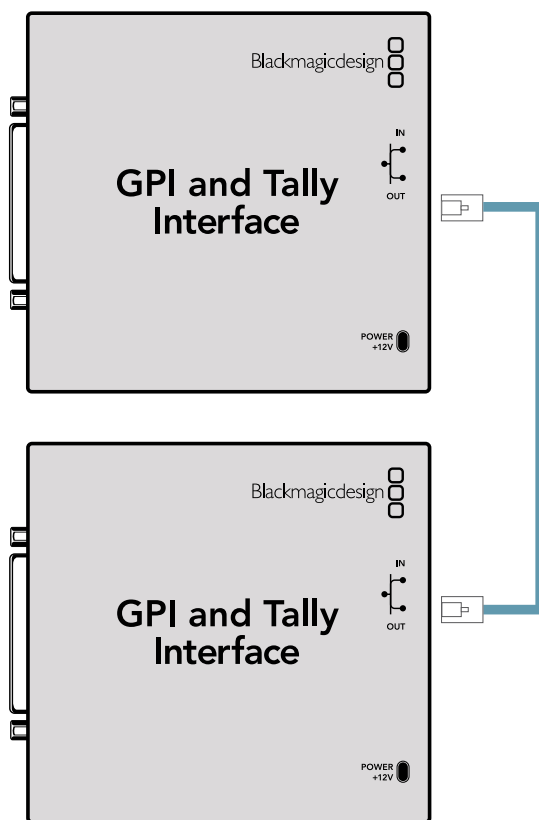 Blackmagicdesign
IN
OUT
GPI and Tally
Interface
POWER
+12V
Blackmagicdesign
IN
OUT
GPI and Tally
Interface
POWER
+12V